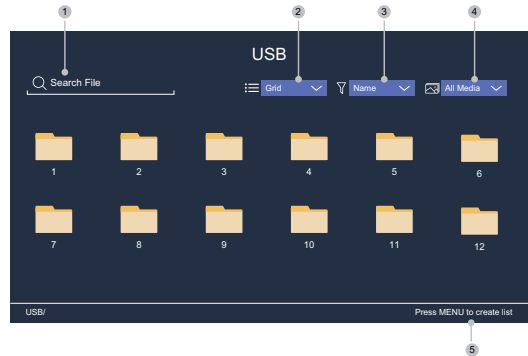 1 2 3 4
USB
Search File Grid Name All Media
1 2 3 4 5 6
7 8 9 10 11 12
USB/ Press MENU to create list
5